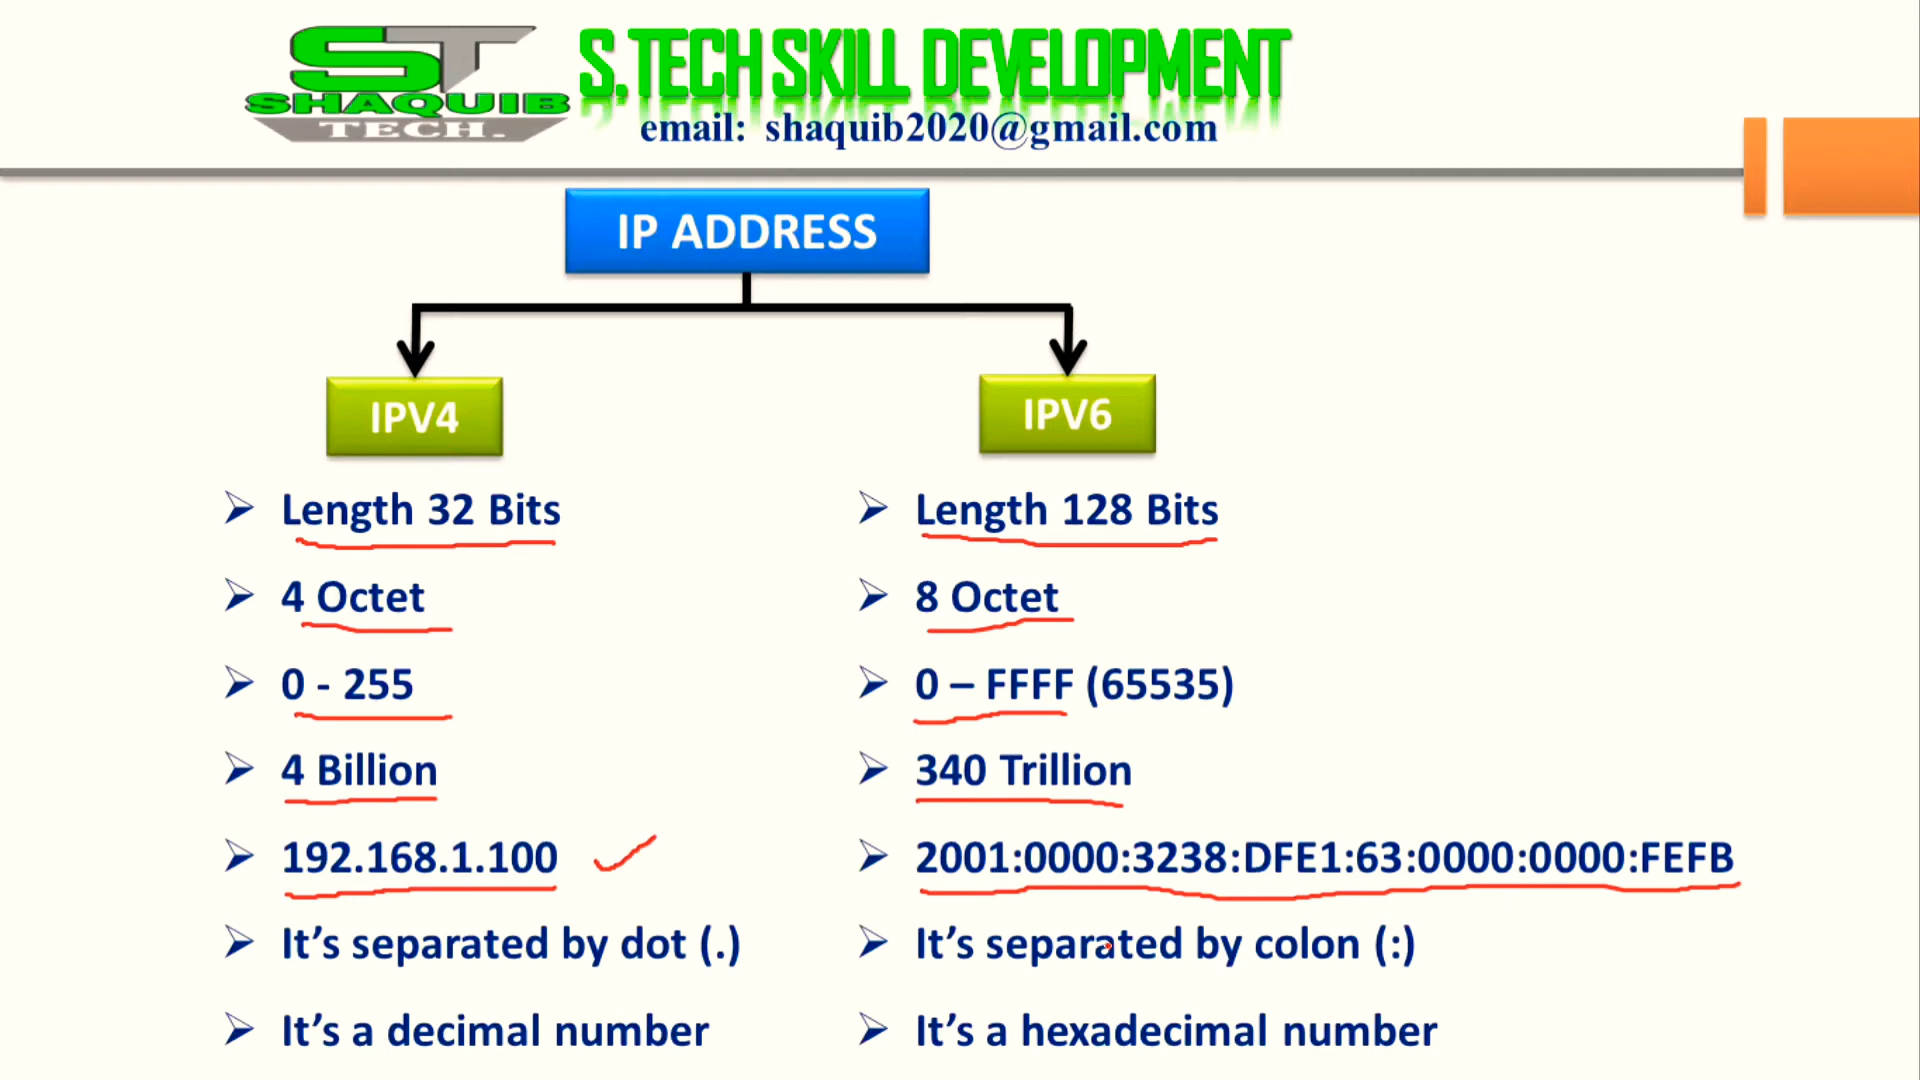 ST
SHAQUIB
TECH.
S.TECH SKILL DEVELOPMENT
email: shaquib2020@gmail.com
IP ADDRESS
IPV4
IPV6
Length 32 Bits
4 Octet
0 - 255
4 Billion
192.168.1.100
It's separated by dot (.)
It's a decimal number
Length 128 Bits
8 Octet
0 – FFFF (65535)
340 Trillion
2001:0000:3238:DFE1:63:0000:0000:FEFB
It's separated by colon (:)
It's a hexadecimal number